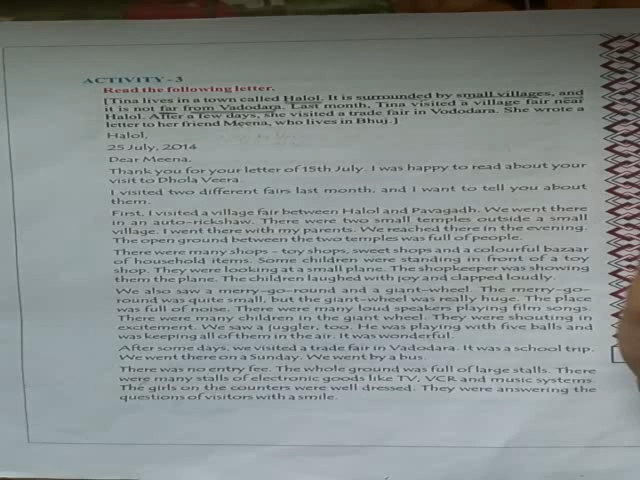 ACTIVITY - 3
Read the following letter.
[Tina lives in a town called Halol. It is surrounded by small villages, and
it is not far from Vadodara. Last month, Tina visited a village fair near
Halol. After a few days, she visited a trade fair in Vododara. She wrote a
letter to her friend Meena, who lives in Bhuj.]
Halol,
25 July, 2014
Dear Meena,
Thank you for your letter of 15th July. I was happy to read about your
visit to Dhola Veera.
I visited two different fairs last month, and I want to tell you about
them.
First, I visited a village fair between Halol and Pavagadh. We went there
in an auto-rickshaw. There were two small temples outside a small
village. I went there with my parents. We reached there in the evening.
The open ground between the two temples was full of people.
There were many shops - toy shops, sweet shops and a colourful bazaar
of household items. Some children were standing in front of a toy
shop. They were looking at a small plane. The shopkeeper was showing
them the plane. The children laughed with joy and clapped loudly.
We also saw a merry-go-round and a giant-wheel. The merry-go-
round was quite small, but the giant-wheel was really huge. The place
was full of noise. There were many loud speakers playing film songs.
There were many children in the giant wheel. They were shouting in
excitement. We saw a juggler, too. He was playing with five balls and
was keeping all of them in the air. It was wonderful.
After some days, we visited a trade fair in Vadodara. It was a school trip.
We went there on a Sunday. We went by a bus.
There was no entry fee. The whole ground was full of large stalls. There
were many stalls of electronic goods like TV, VCR and music systems.
The girls on the counters were well dressed. They were answering the
questions of visitors with a smile.